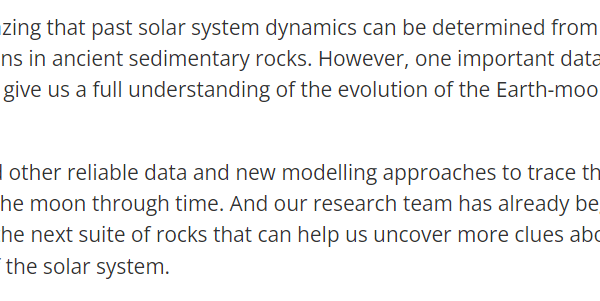 zing that past solar system dynamics can be determined from
ns in ancient sedimentary rocks. However, one important data
give us a full understanding of the evolution of the Earth-moo
other reliable data and new modelling approaches to trace th
he moon through time. And our research team has already be
he next suite of rocks that can help us uncover more clues abo
the solar system.